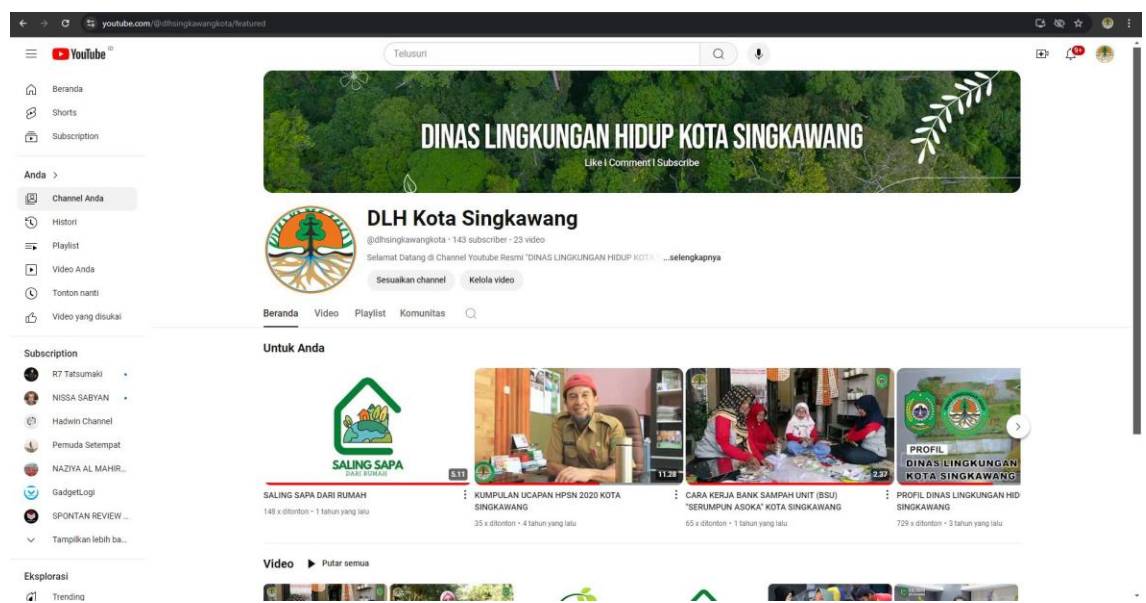 youtube.com/@dlhsingkawangkota/featured
YouTube ID
Telusuri
9+
Beranda
Shorts
Subscription
Anda >
Channel Anda
Histori
Playlist
Video Anda
Tonton nanti
Video yang disukai
Subscription
R7 Tatsumaki
NISSA SABYAN
Hadwin Channel
Pemuda Setempat
NAZIYA AL MAHIR...
GadgetLogi
SPONTAN REVIEW ...
Tampilkan lebih ba...
Eksplorasi
Trending
DINAS LINGKUNGAN HIDUP KOTA SINGKAWANG
Like I Comment I Subscribe
DLH Kota Singkawang
@dlhsingkawangkota • 143 subscriber • 23 video
Selamat Datang di Channel Youtube Resmi "DINAS LINGKUNGAN HIDUP KOTA ...selengkapnya
Sesuaikan channel
Kelola video
Beranda Video Playlist Komunitas
Untuk Anda
SALING SAPA
DARI RUMAH
5.11
SALING SAPA DARI RUMAH
148 x ditonton • 1 tahun yang lalu
11.28
KUMPULAN UCAPAN HPSN 2020 KOTA
SINGKAWANG
35 x ditonton • 4 tahun yang lalu
2.37
CARA KERJA BANK SAMPAH UNIT (BSU)
"SERUMPUN ASOKA" KOTA SINGKAWANG
65 x ditonton • 1 tahun yang lalu
PROFIL
DINAS LINGKUNGAN
KOTA SINGKAWANG
PROFIL DINAS LINGKUNGAN HID
SINGKAWANG
729 x ditonton • 3 tahun yang lalu
Video
Putar semua